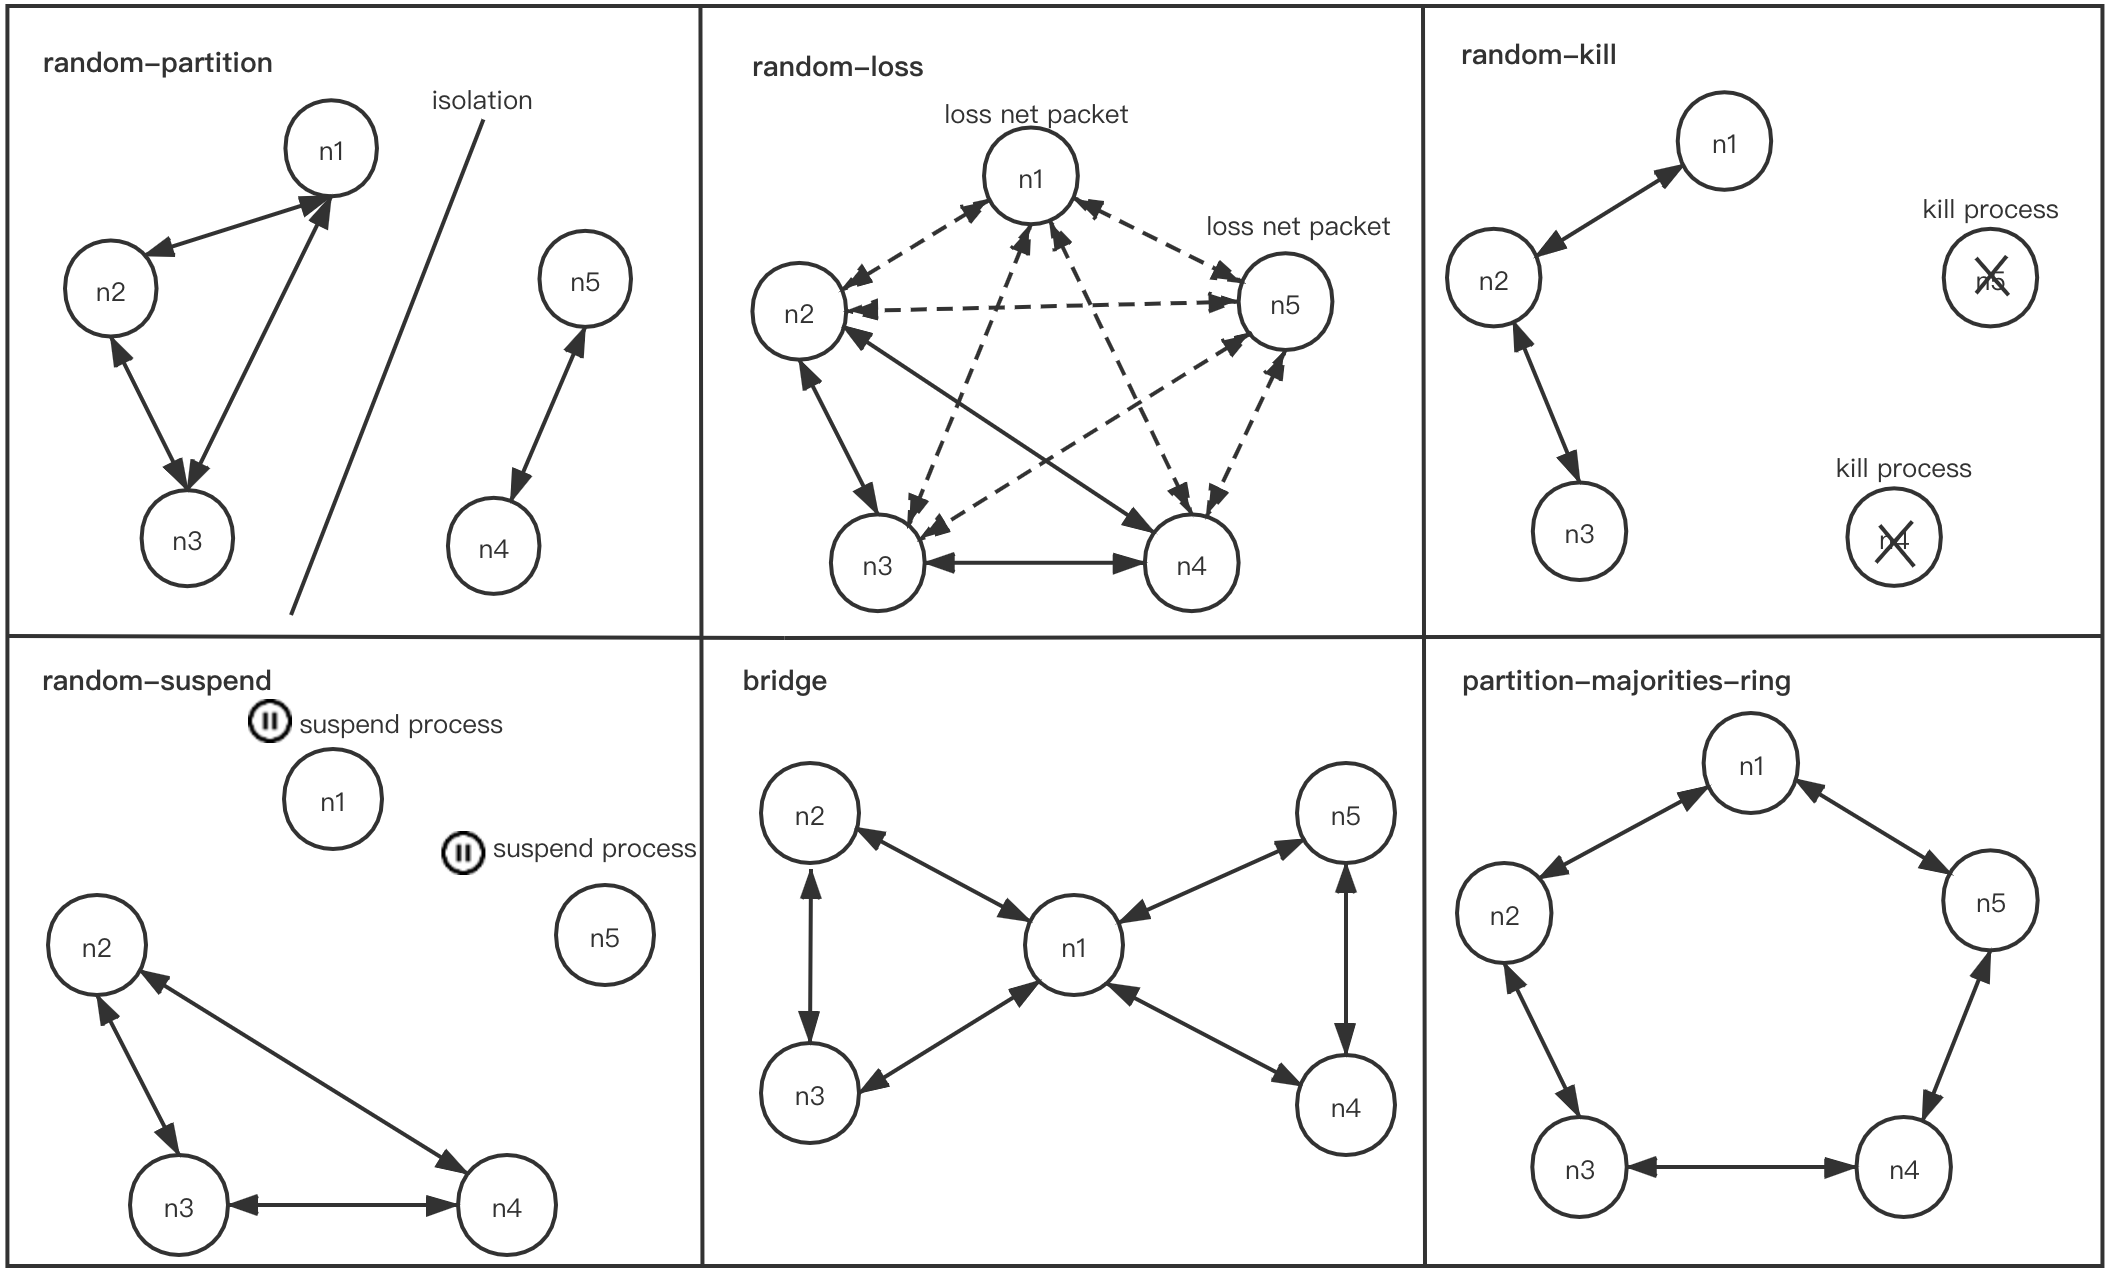 random–partition
isolation
n1
n2
n5
n3
n4
random–loss
loss net packet
n1
loss net packet
n2
n5
n3
n4
random–kill
n1
kill process
n2
n5
kill process
n3
n4
random–suspend
suspend process
n1
suspend process
n2
n5
n3
n4
bridge
n2
n5
n1
n3
n4
partition–majorities–ring
n1
n2
n5
n3
n4